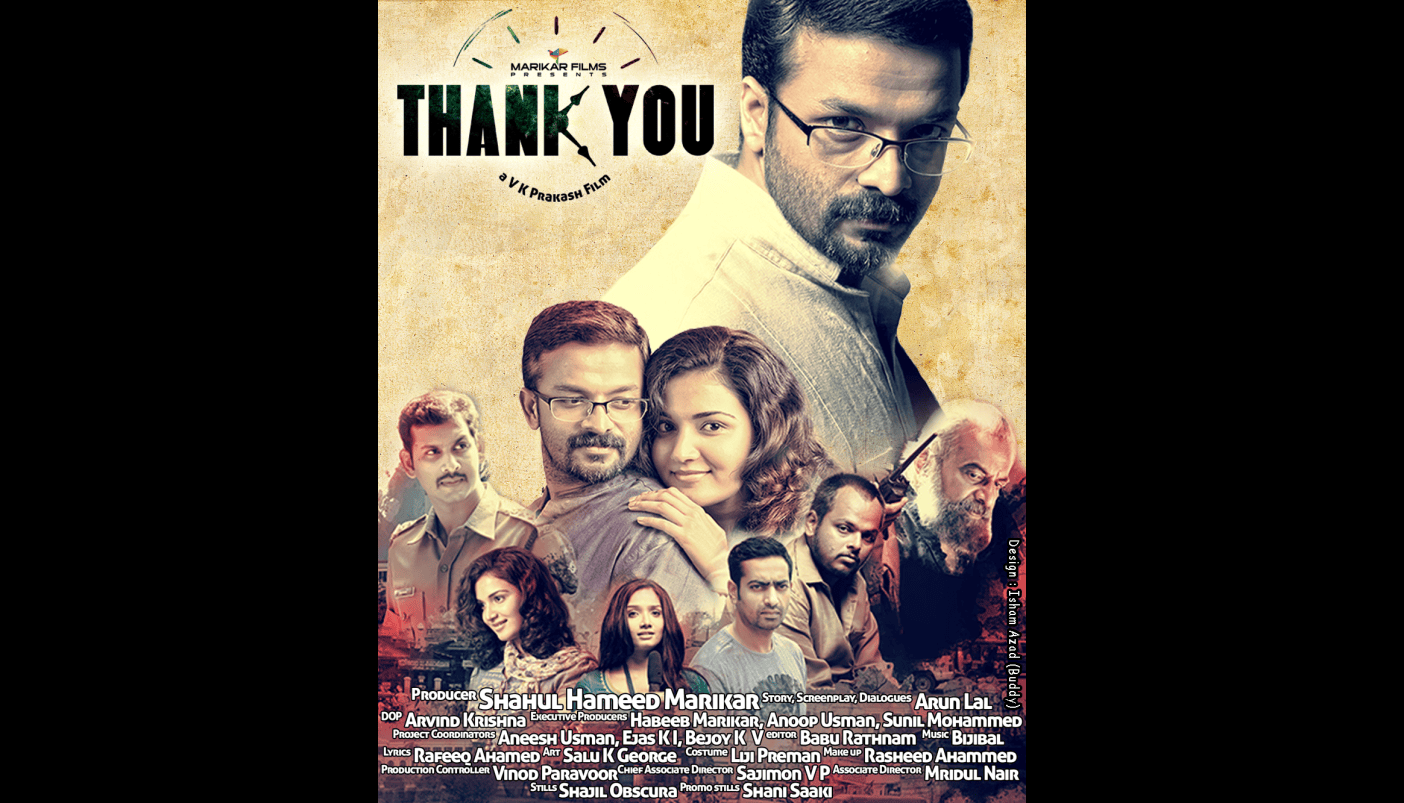 MARIKAR FILMS
PRESENTS
THANK YOU
a V K Prakash Film
Design : Isham Azad (Buddy)
Producer Shahul Hameed Marikar Story, Screenplay, Dialogues Arun Lal
DOP Arvind Krishna Executive Producers Habeeb Marikar, Anoop Usman, Sunil Mohammed
Project Coordinators Aneesh Usman, Ejas K I, Bejoy K V editor Babu Rathnam Music Bijibal
Lyrics Rafeeq Ahamed Art Salu K George Costume Liji Preman Make up Rasheed Ahammed
Production Controller Vinod Paravoor Chief Associate Director Sajimon V P Associate Director Mridul Nair
Stills Shajil Obscura Promo stills Shani Saaki